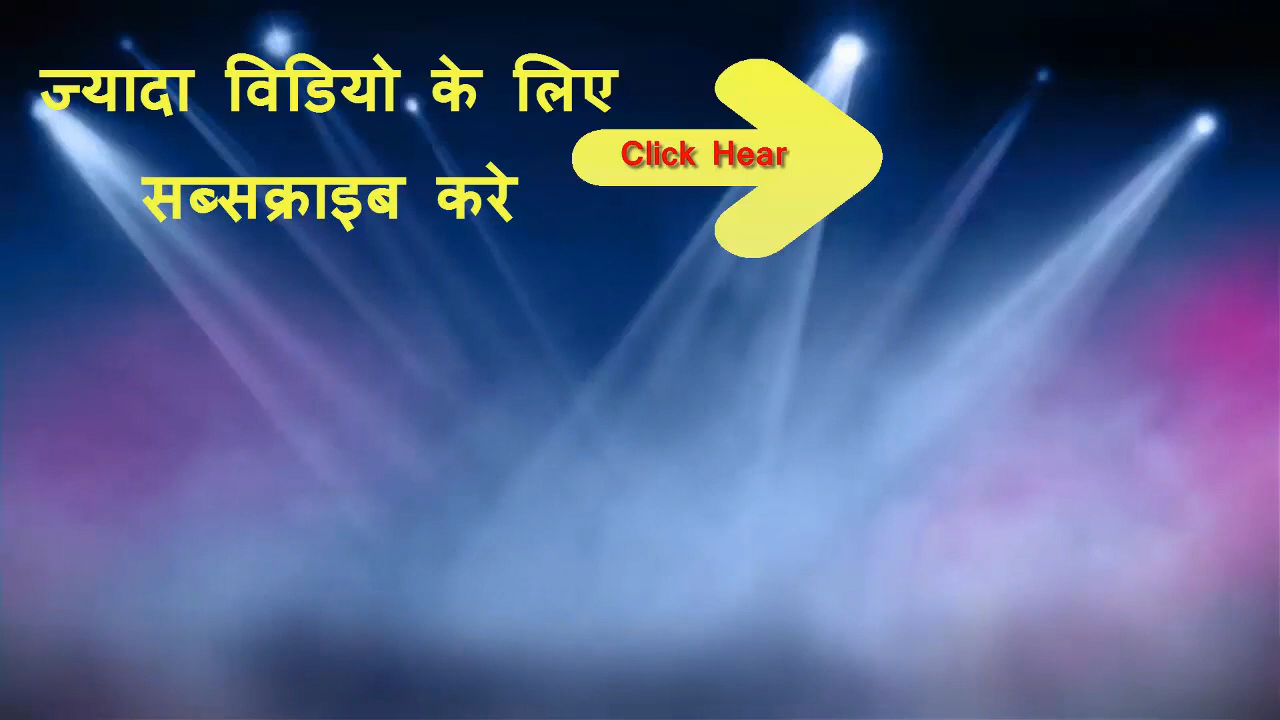 ज्यादा विडियो के लिए
Click Hear
सब्सक्राइब करे